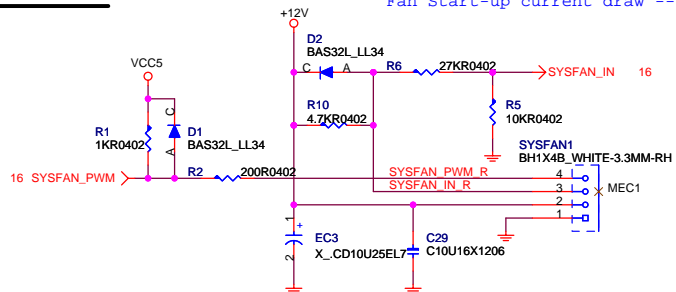 Fan Start-up current draw --
+12V
D2
BAS32L_LL34
VCC5
C
A
R6
27KR0402
SYSFAN_IN 16
R10
4.7KR0402
R5
10KR0402
R1
1KR0402
C
D1
BAS32L_LL34
A
SYSFAN1
BH1X4B_WHITE-3.3MM-RH
16 SYSFAN_PWM
R2
200R0402
SYSFAN_PWM_R
SYSFAN_IN_R
4
3
2
1
MEC1
1
+
2
EC3
X_.CD10U25EL7
C29
C10U16X1206